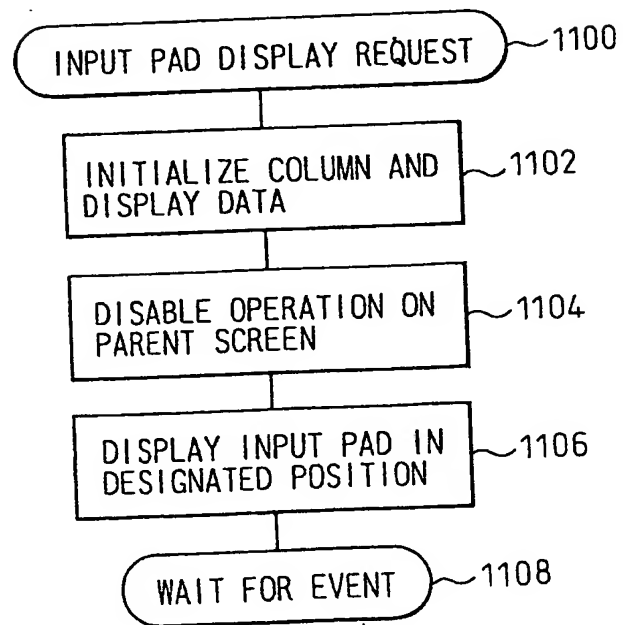 INPUT PAD DISPLAY REQUEST 1100
INITIALIZE COLUMN AND
DISPLAY DATA
1102
DISABLE OPERATION ON
PARENT SCREEN
1104
DISPLAY INPUT PAD IN
DESIGNATED POSITION
1106
WAIT FOR EVENT 1108